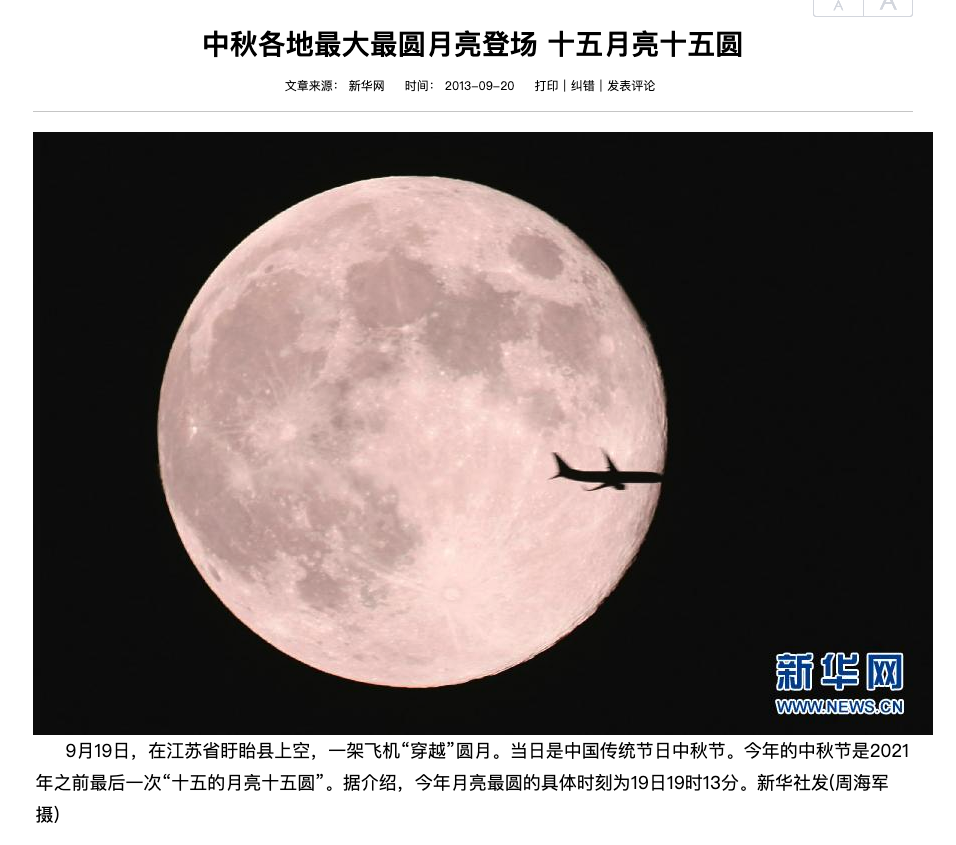 A A
中秋各地最大最圆月亮登场 十五月亮十五圆
文章来源： 新华网 时间： 2013-09-20 打印 | 纠错 | 发表评论
新华网
WWW.NEWS.CN
9月19日，在江苏省盱眙县上空，一架飞机“穿越”圆月。当日是中国传统节日中秋节。今年的中秋节是2021
年之前最后一次“十五的月亮十五圆”。据介绍，今年月亮最圆的具体时刻为19日19时13分。新华社发(周海军
摄)